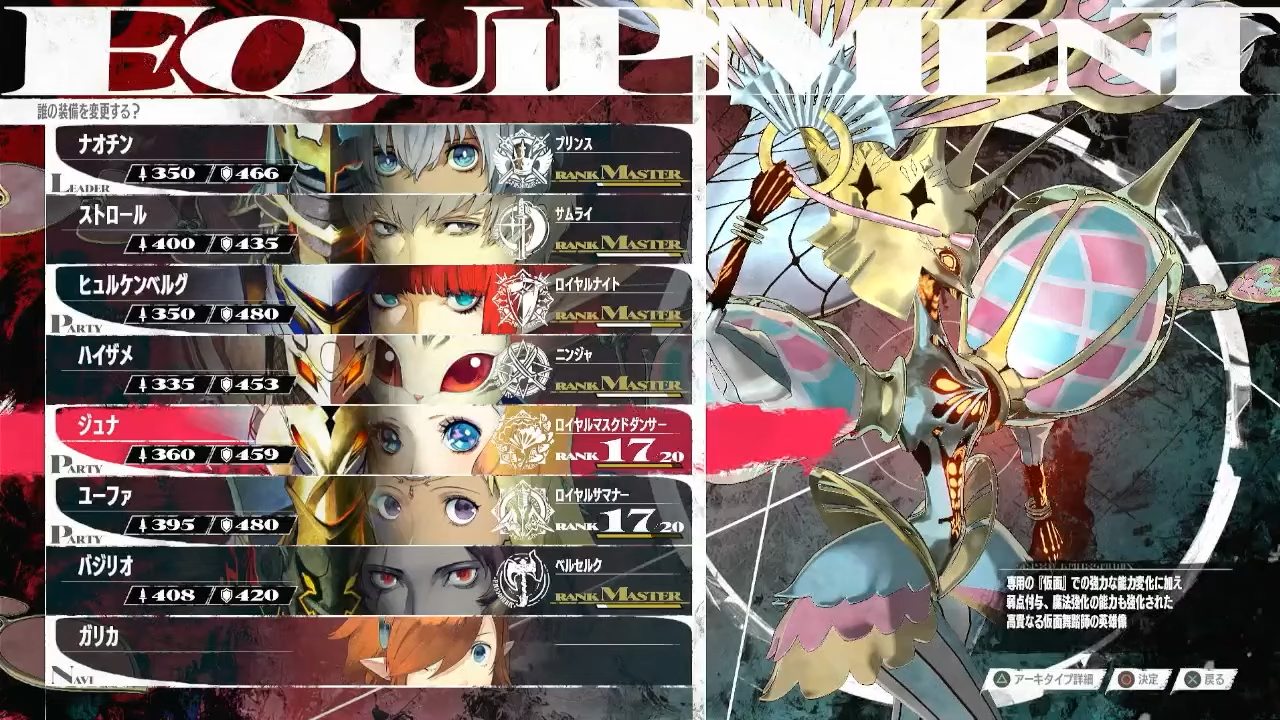 EQUIPMENT
誰の装備を変更する？
ナオチン
350 466
LEADER
プリンス
RANK MASTER
ストロール
400 435
サムライ
RANK MASTER
ヒュルケンベルグ
350 480
PARTY
ロイヤルナイト
RANK MASTER
ハイザメ
335 453
ニンジャ
RANK MASTER
ジュナ
360 459
PARTY
ロイヤルマスクドダンサー
RANK 17/20
ユーファ
395 480
PARTY
ロイヤルサマナー
RANK 17/20
バジリオ
408 420
ベルセルク
RANK MASTER
ガリカ
NAVI
専用の『仮面』での強力な能力変化に加え
弱点付与、魔法強化の能力も強化された
高貴なる仮面舞踏師の英雄像
アーキタイプ詳細 決定 戻る